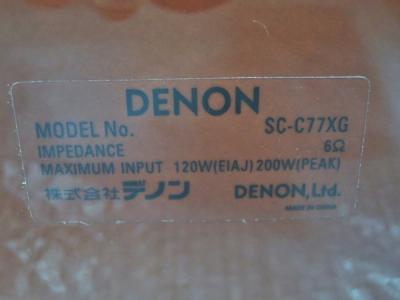 DENON
MODEL No. SC-C77XG
IMPEDANCE 6Ω
MAXIMUM INPUT 120W(EIAJ) 200W(PEAK)
株式会社デノン DENON, Ltd.
MADE IN CHINA